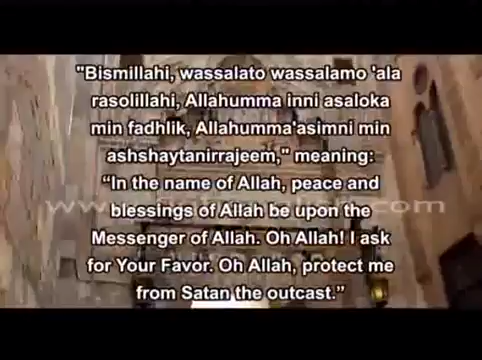 "Bismillahi, wassalato wassalamo 'ala
rasolillahi, Allahumma inni asaloka
min fadhlik, Allahumma'asimni min
ashshaytanirrajeem," meaning:
“In the name of Allah, peace and
blessings of Allah be upon the
Messenger of Allah. Oh Allah! I ask
for Your Favor. Oh Allah, protect me
from Satan the outcast.”